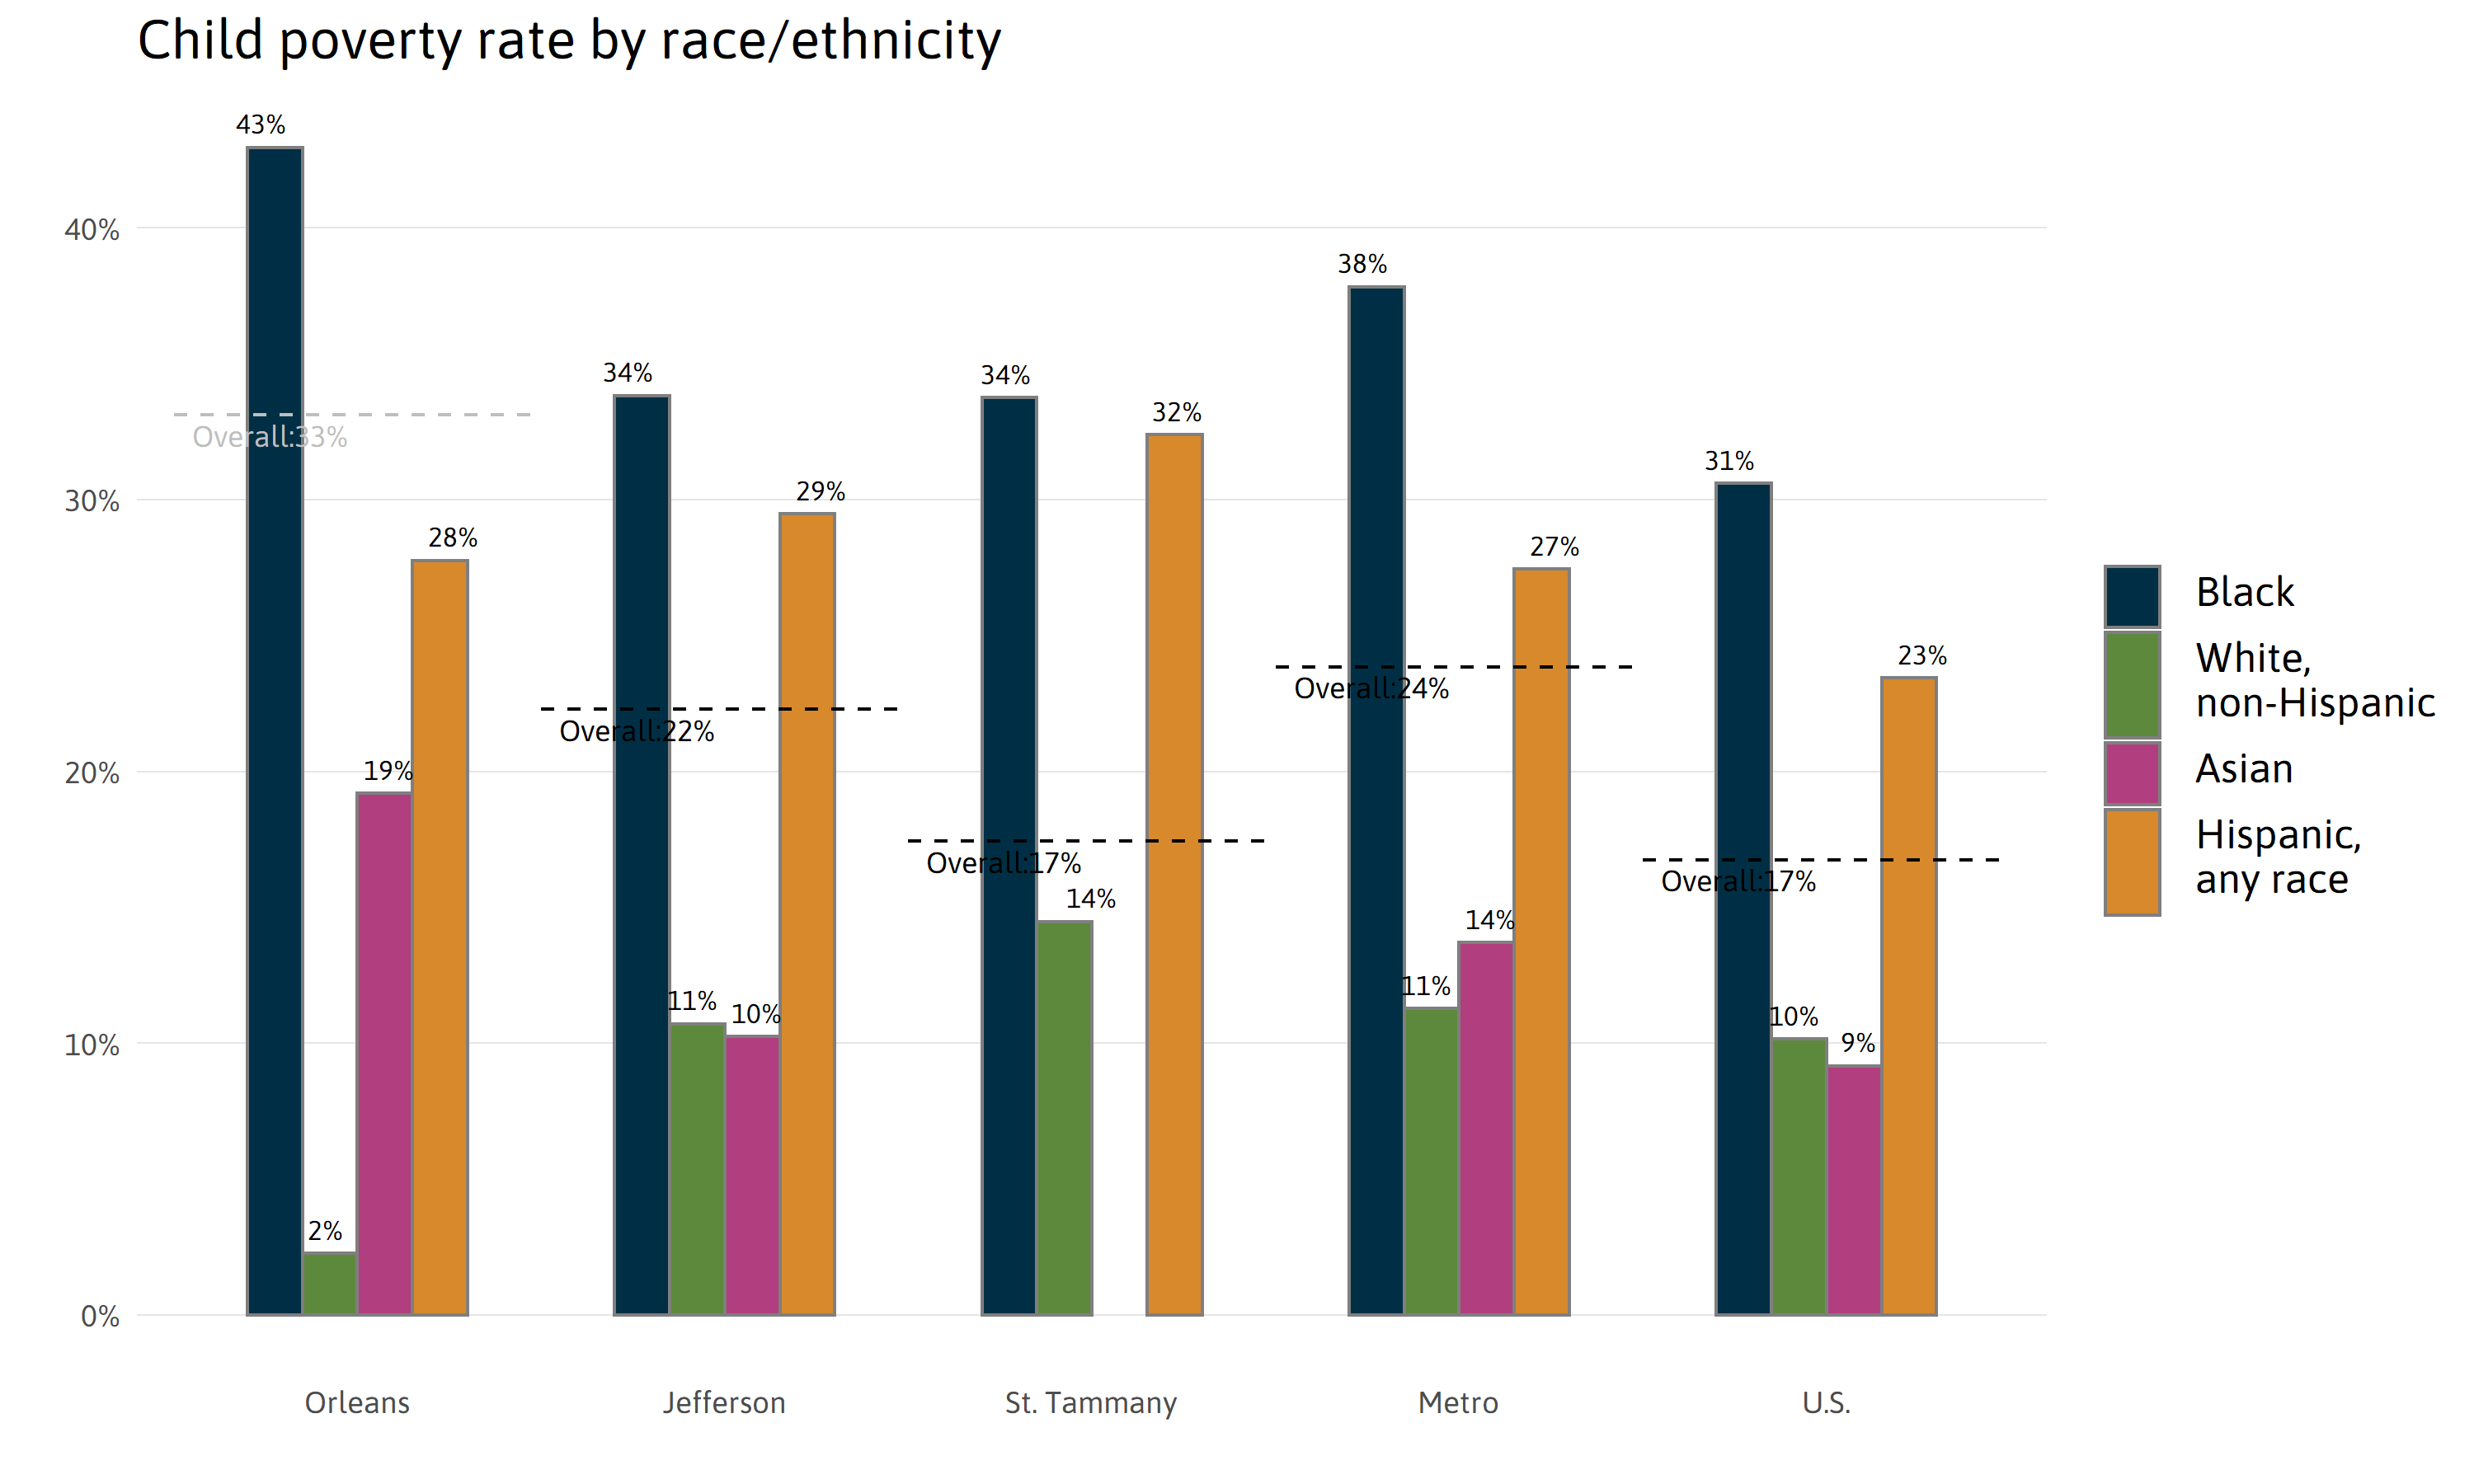 Child poverty rate by race/ethnicity
43%
40%
38%
34%
34%
32%
Overall:33%
31%
30%
29%
28%
27%
Black
White,
non-Hispanic
Asian
Hispanic,
any race
23%
Overall:24%
Overall:22%
20%
19%
Overall:17%
Overall:17%
14%
14%
11%
11%
10%
10%
10%
9%
2%
0%
Orleans
Jefferson
St. Tammany
Metro
U.S.